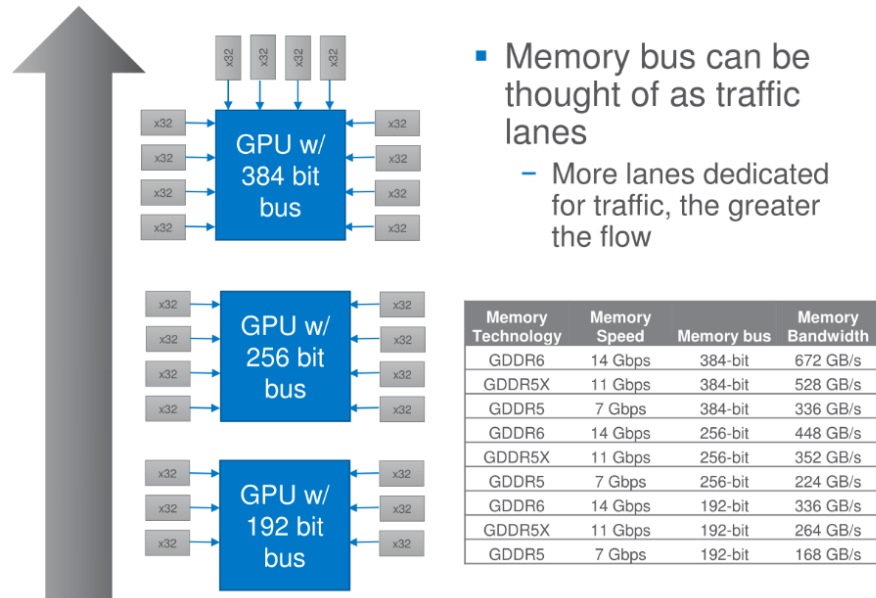 x32 x32 x32 x32
x32 x32
x32 x32
x32 x32
x32 x32
GPU w/
384 bit
bus
x32 x32
x32 x32
x32 x32
x32 x32
GPU w/
256 bit
bus
x32 x32
x32 x32
x32 x32
GPU w/
192 bit
bus
▪ Memory bus can be
thought of as traffic
lanes
– More lanes dedicated
for traffic, the greater
the flow
Memory Technology Memory Speed Memory bus Memory Bandwidth
GDDR6 14 Gbps 384-bit 672 GB/s
GDDR5X 11 Gbps 384-bit 528 GB/s
GDDR5 7 Gbps 384-bit 336 GB/s
GDDR6 14 Gbps 256-bit 448 GB/s
GDDR5X 11 Gbps 256-bit 352 GB/s
GDDR5 7 Gbps 256-bit 224 GB/s
GDDR6 14 Gbps 192-bit 336 GB/s
GDDR5X 11 Gbps 192-bit 264 GB/s
GDDR5 7 Gbps 192-bit 168 GB/s